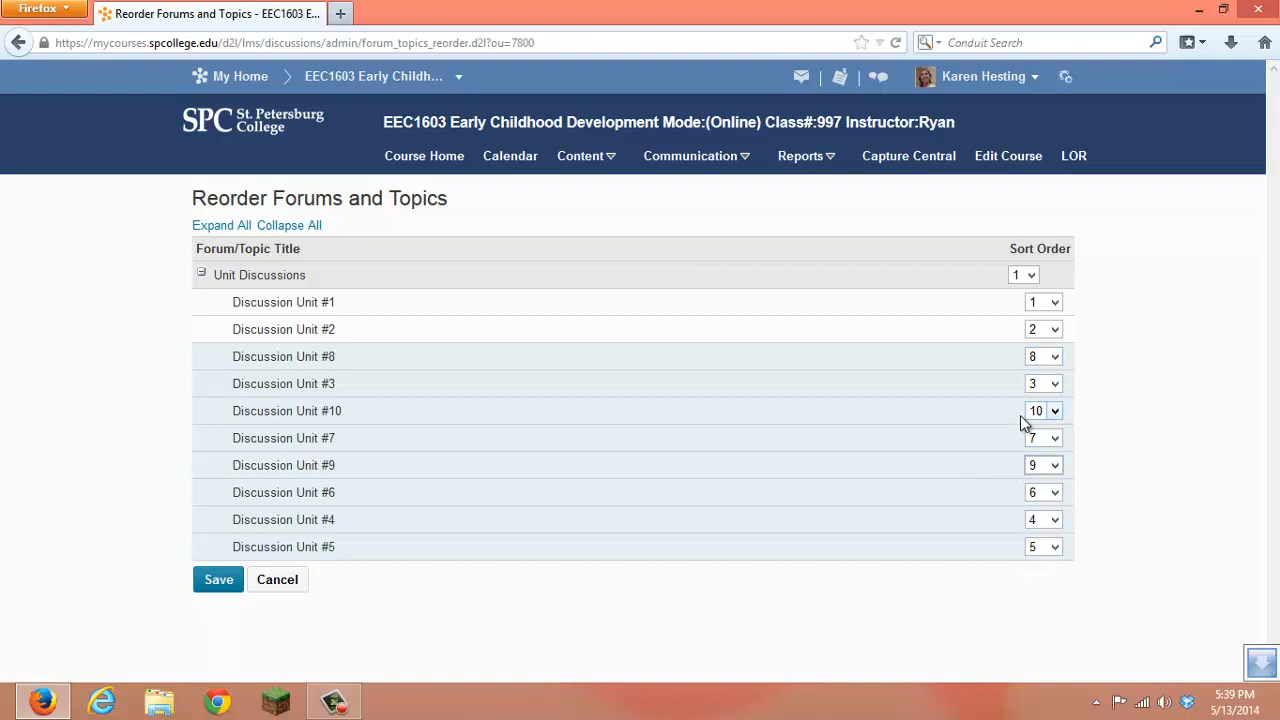 Firefox
Reorder Forums and Topics - EEC1603 E...
https://mycourses.spcollege.edu/d2l/lms/discussions/admin/forum_topics_reorder.d2l?ou=7800
Conduit Search
My Home
EEC1603 Early Childh...
Karen Hesting
SPC St. Petersburg College
EEC1603 Early Childhood Development Mode:(Online) Class#:997 Instructor:Ryan
Course Home Calendar Content Communication Reports Capture Central Edit Course LOR
Reorder Forums and Topics
Expand All Collapse All
Forum/Topic Title Sort Order
Unit Discussions 1
Discussion Unit #1 1
Discussion Unit #2 2
Discussion Unit #8 8
Discussion Unit #3 3
Discussion Unit #10 10
Discussion Unit #7 7
Discussion Unit #9 9
Discussion Unit #6 6
Discussion Unit #4 4
Discussion Unit #5 5
Save Cancel
5:39 PM
5/13/2014